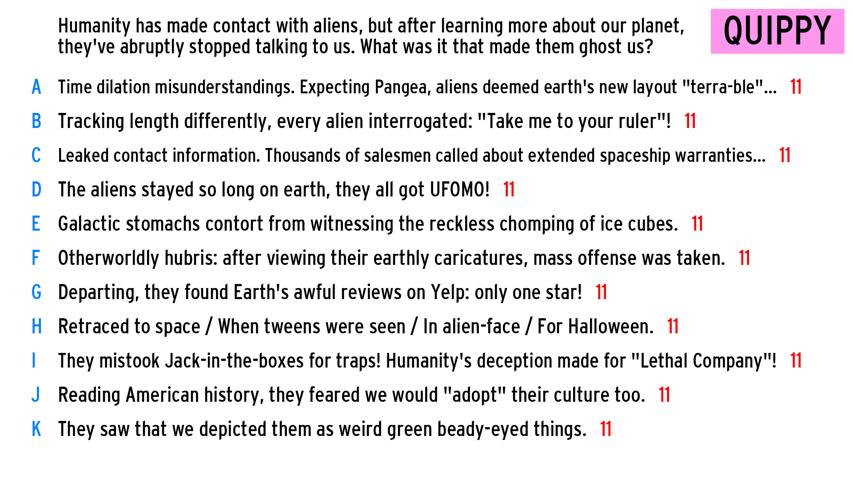 Humanity has made contact with aliens, but after learning more about our planet,
they've abruptly stopped talking to us. What was it that made them ghost us?
QUIPPY
A Time dilation misunderstandings. Expecting Pangea, aliens deemed earth's new layout "terra-ble"... 11
B Tracking length differently, every alien interrogated: "Take me to your ruler"! 11
C Leaked contact information. Thousands of salesmen called about extended spaceship warranties... 11
D The aliens stayed so long on earth, they all got UFOMO! 11
E Galactic stomachs contort from witnessing the reckless chomping of ice cubes. 11
F Otherworldly hubris: after viewing their earthly caricatures, mass offense was taken. 11
G Departing, they found Earth's awful reviews on Yelp: only one star! 11
H Retraced to space / When tweens were seen / In alien-face / For Halloween. 11
I They mistook Jack-in-the-boxes for traps! Humanity's deception made for "Lethal Company"! 11
J Reading American history, they feared we would "adopt" their culture too. 11
K They saw that we depicted them as weird green beady-eyed things. 11